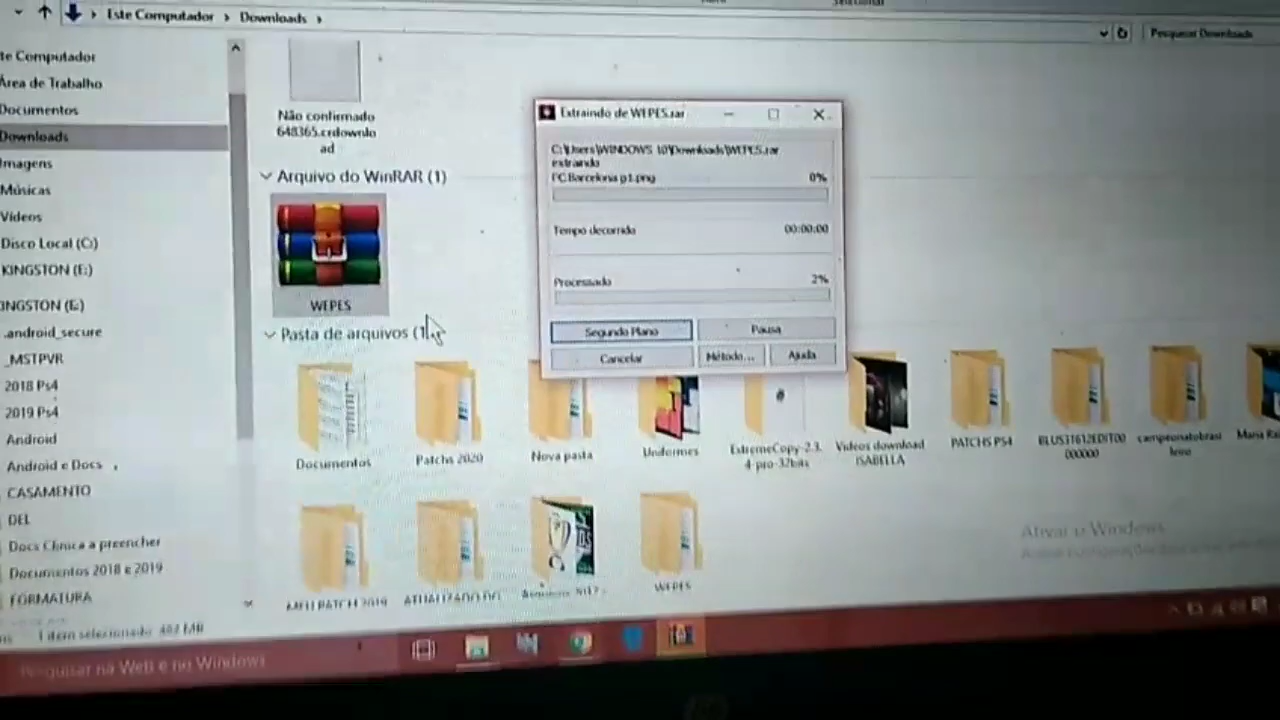 Este Computador
Downloads
Pesquisar Downloads
te Computador
Área de Trabalho
Documentos
Downloads
Imagens
Músicas
Vídeos
Disco Local (C:)
KINGSTON (E:)
INGSTON (E:)
.android_secure
_MSTPVR
2018 Ps4
2019 Ps4
Android
Android e Docs
CASAMENTO
DEL
Docs Clinica a preencher
Documentos 2018 e 2019
FORMATURA
Não confirmado
648365.crdownlo
ad
Arquivo do WinRAR (1)
WEPES
Pasta de arquivos (1
Extraindo de WEPES.rar
C:\Users\WINDOWS 10\Downloads\WEPES.rar
extraindo
FC Barcelona p1.png
0%
Tempo decorrido
00:00:00
Processado
2%
Segundo Plano
Pausa
Cancelar
Método...
Ajuda
Documentos
Patchs 2020
Nova pasta
Uniformes
ExtremeCopy-2.3.
4-pro-32bits
Videos download
ISABELLA
PATCHS PS4
BLUS31612EDIT00
000000
campeonatobrasi
leiro
Maria
MEU PATCH 2019
WEPES
Ativar o Windows
1 item selecionado
Pesquisar na Web e no Windows